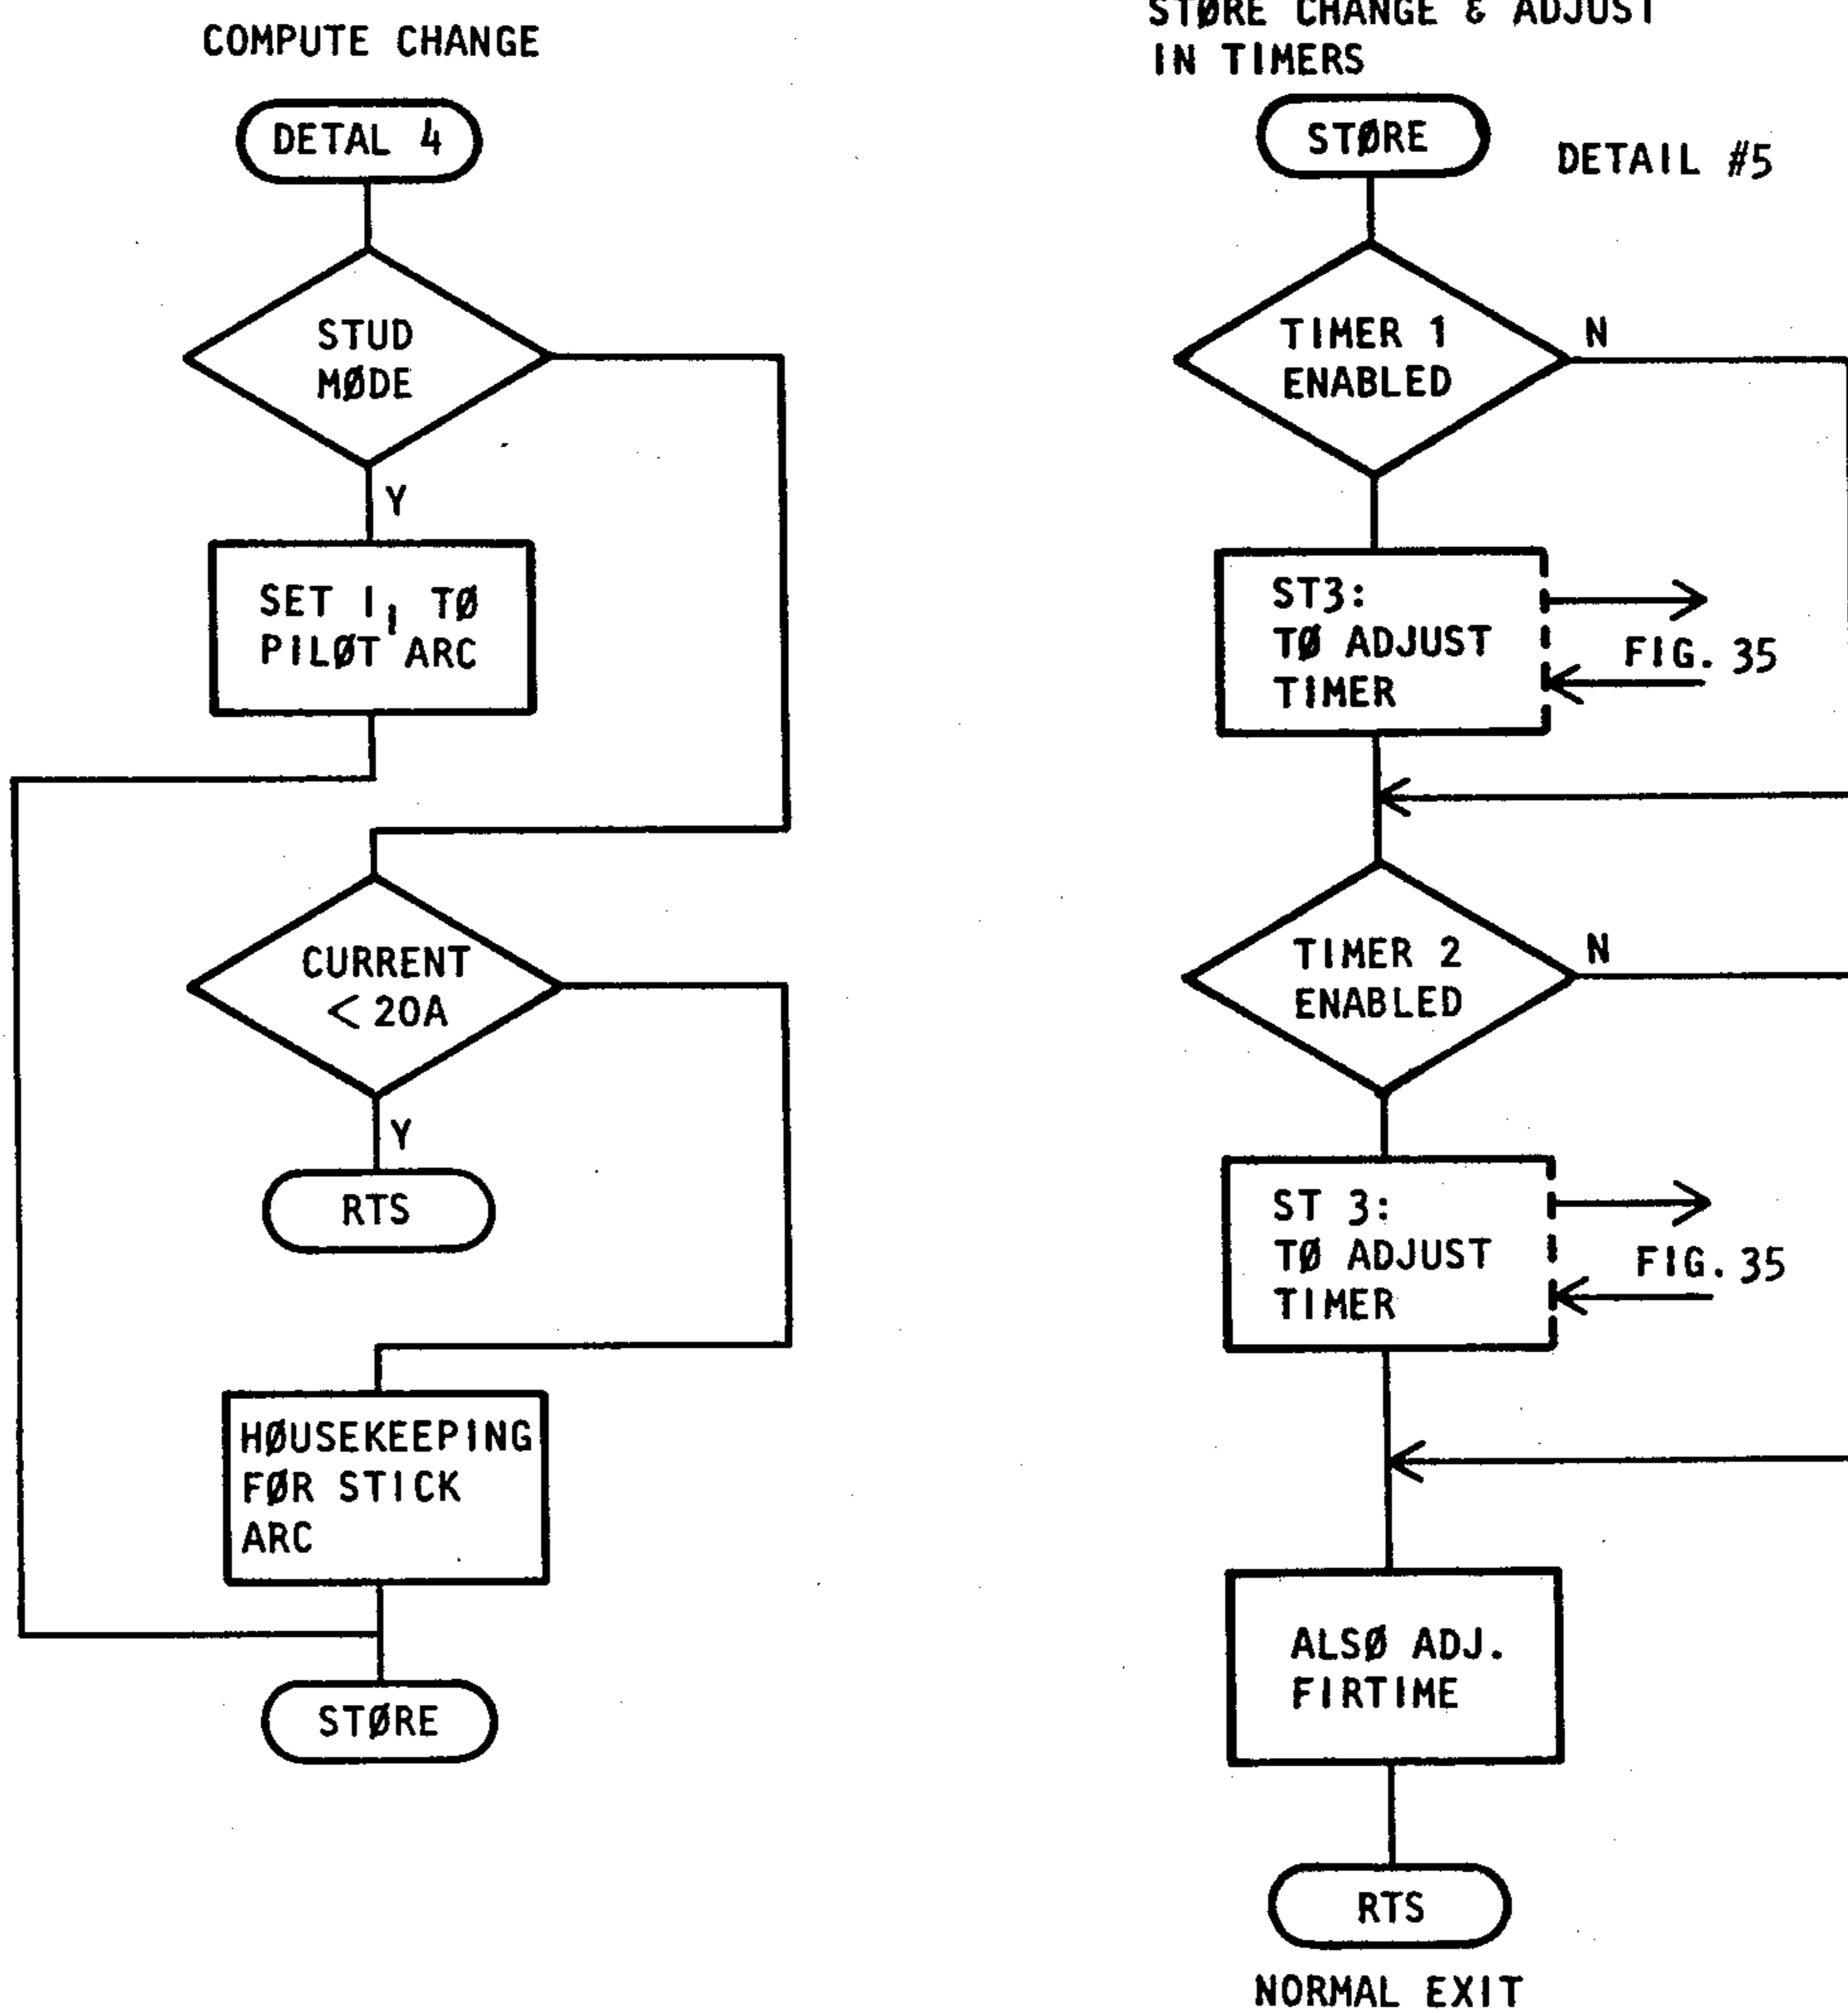 COMPUTE CHANGE
DETAL 4
STUD
MØDE
Y
SET I, TØ
PILØT ARC
CURRENT
< 20A
Y
RTS
HØUSEKEEPING
FØR STICK
ARC
STØRE
STØRE CHANGE & ADJUST
IN TIMERS
STØRE
DETAIL #5
TIMER 1
ENABLED
N
ST3:
TØ ADJUST
TIMER
FIG. 35
TIMER 2
ENABLED
N
ST 3:
TØ ADJUST
TIMER
FIG. 35
ALSØ ADJ.
FIRTIME
RTS
NORMAL EXIT